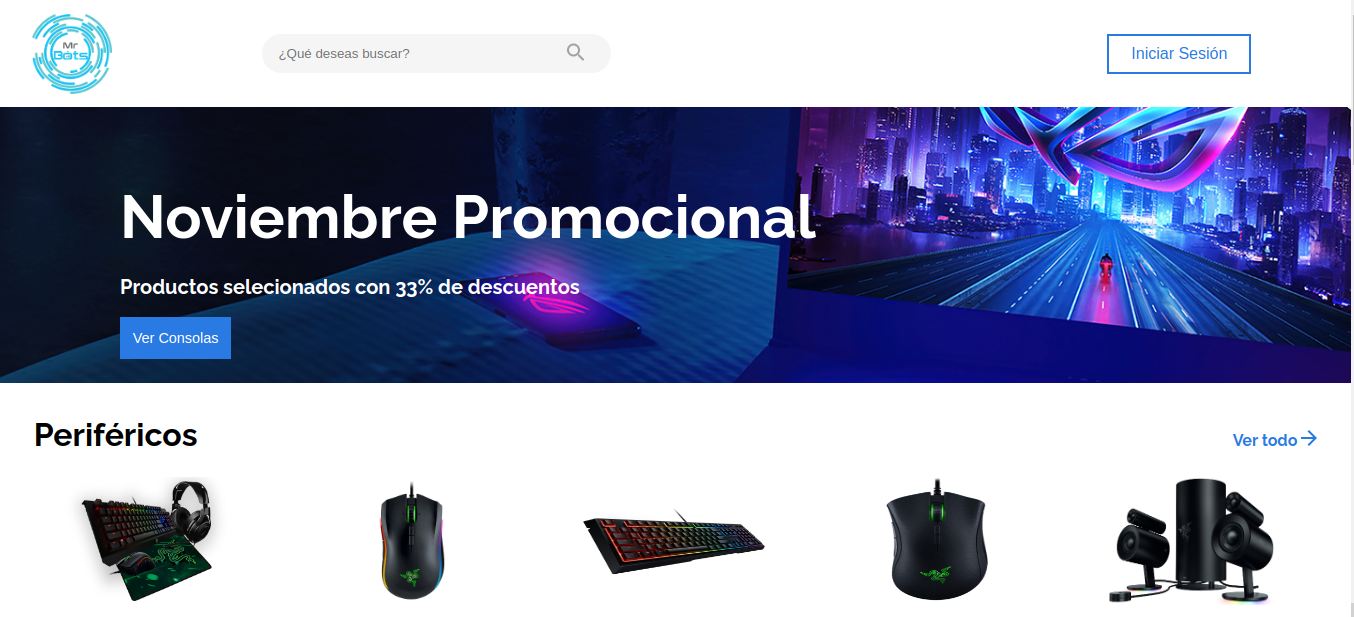 Mr
Bots
¿Qué deseas buscar?
Iniciar Sesión
Noviembre Promocional
Productos selecionados con 33% de descuentos
Ver Consolas
Periféricos
Ver todo